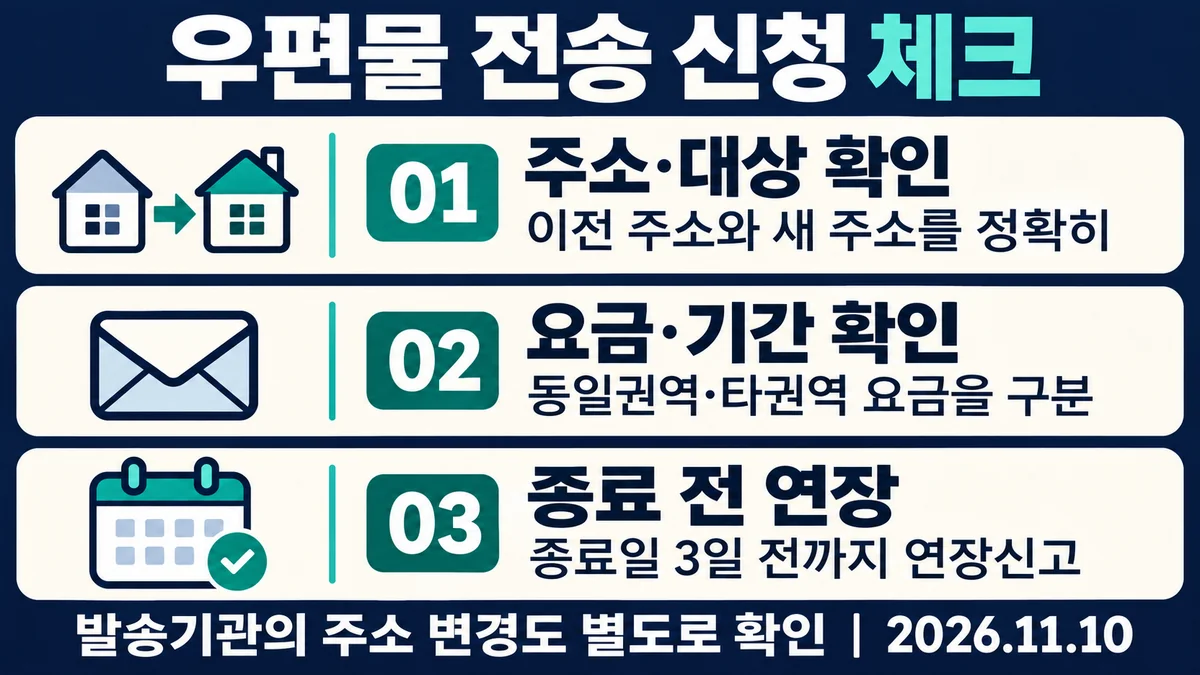 우편물 전송 신청 체크
01
주소·대상 확인
이전 주소와 새 주소를 정확히
02
요금·기간 확인
동일권역·타권역 요금을 구분
03
종료 전 연장
종료일 3일 전까지 연장신고
발송기관의 주소 변경도 별도로 확인 | 2026.11.10